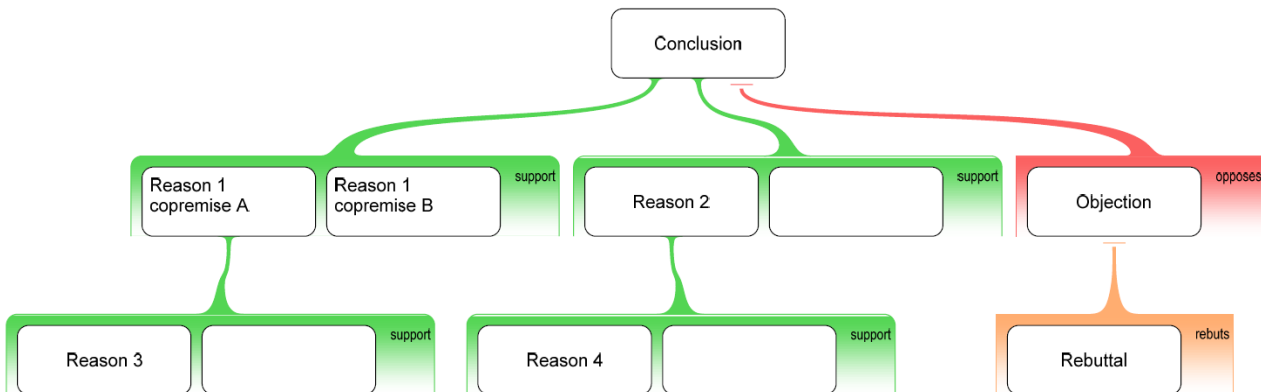 Conclusion
support
support
opposes
Reason 1
copremise A
Reason 1
copremise B
Reason 2
Objection
support
support
rebuts
Reason 3
Reason 4
Rebuttal